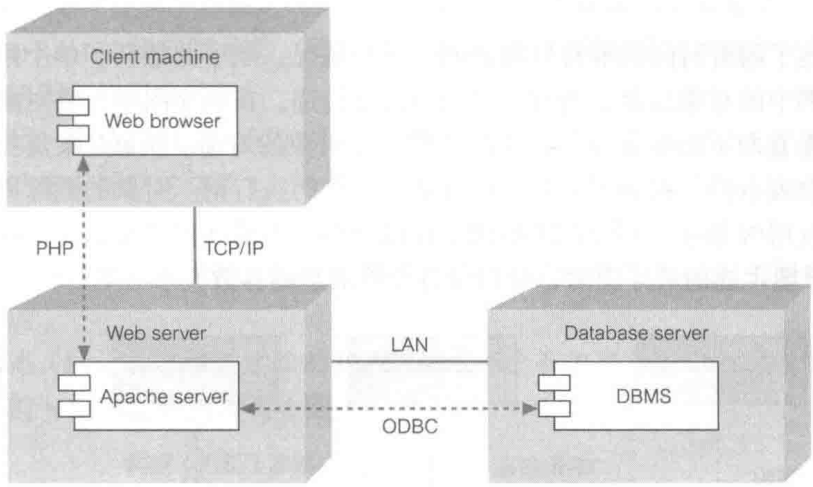 Client machine
Web browser
PHP
TCP/IP
Web server
Apache server
LAN
ODBC
Database server
DBMS